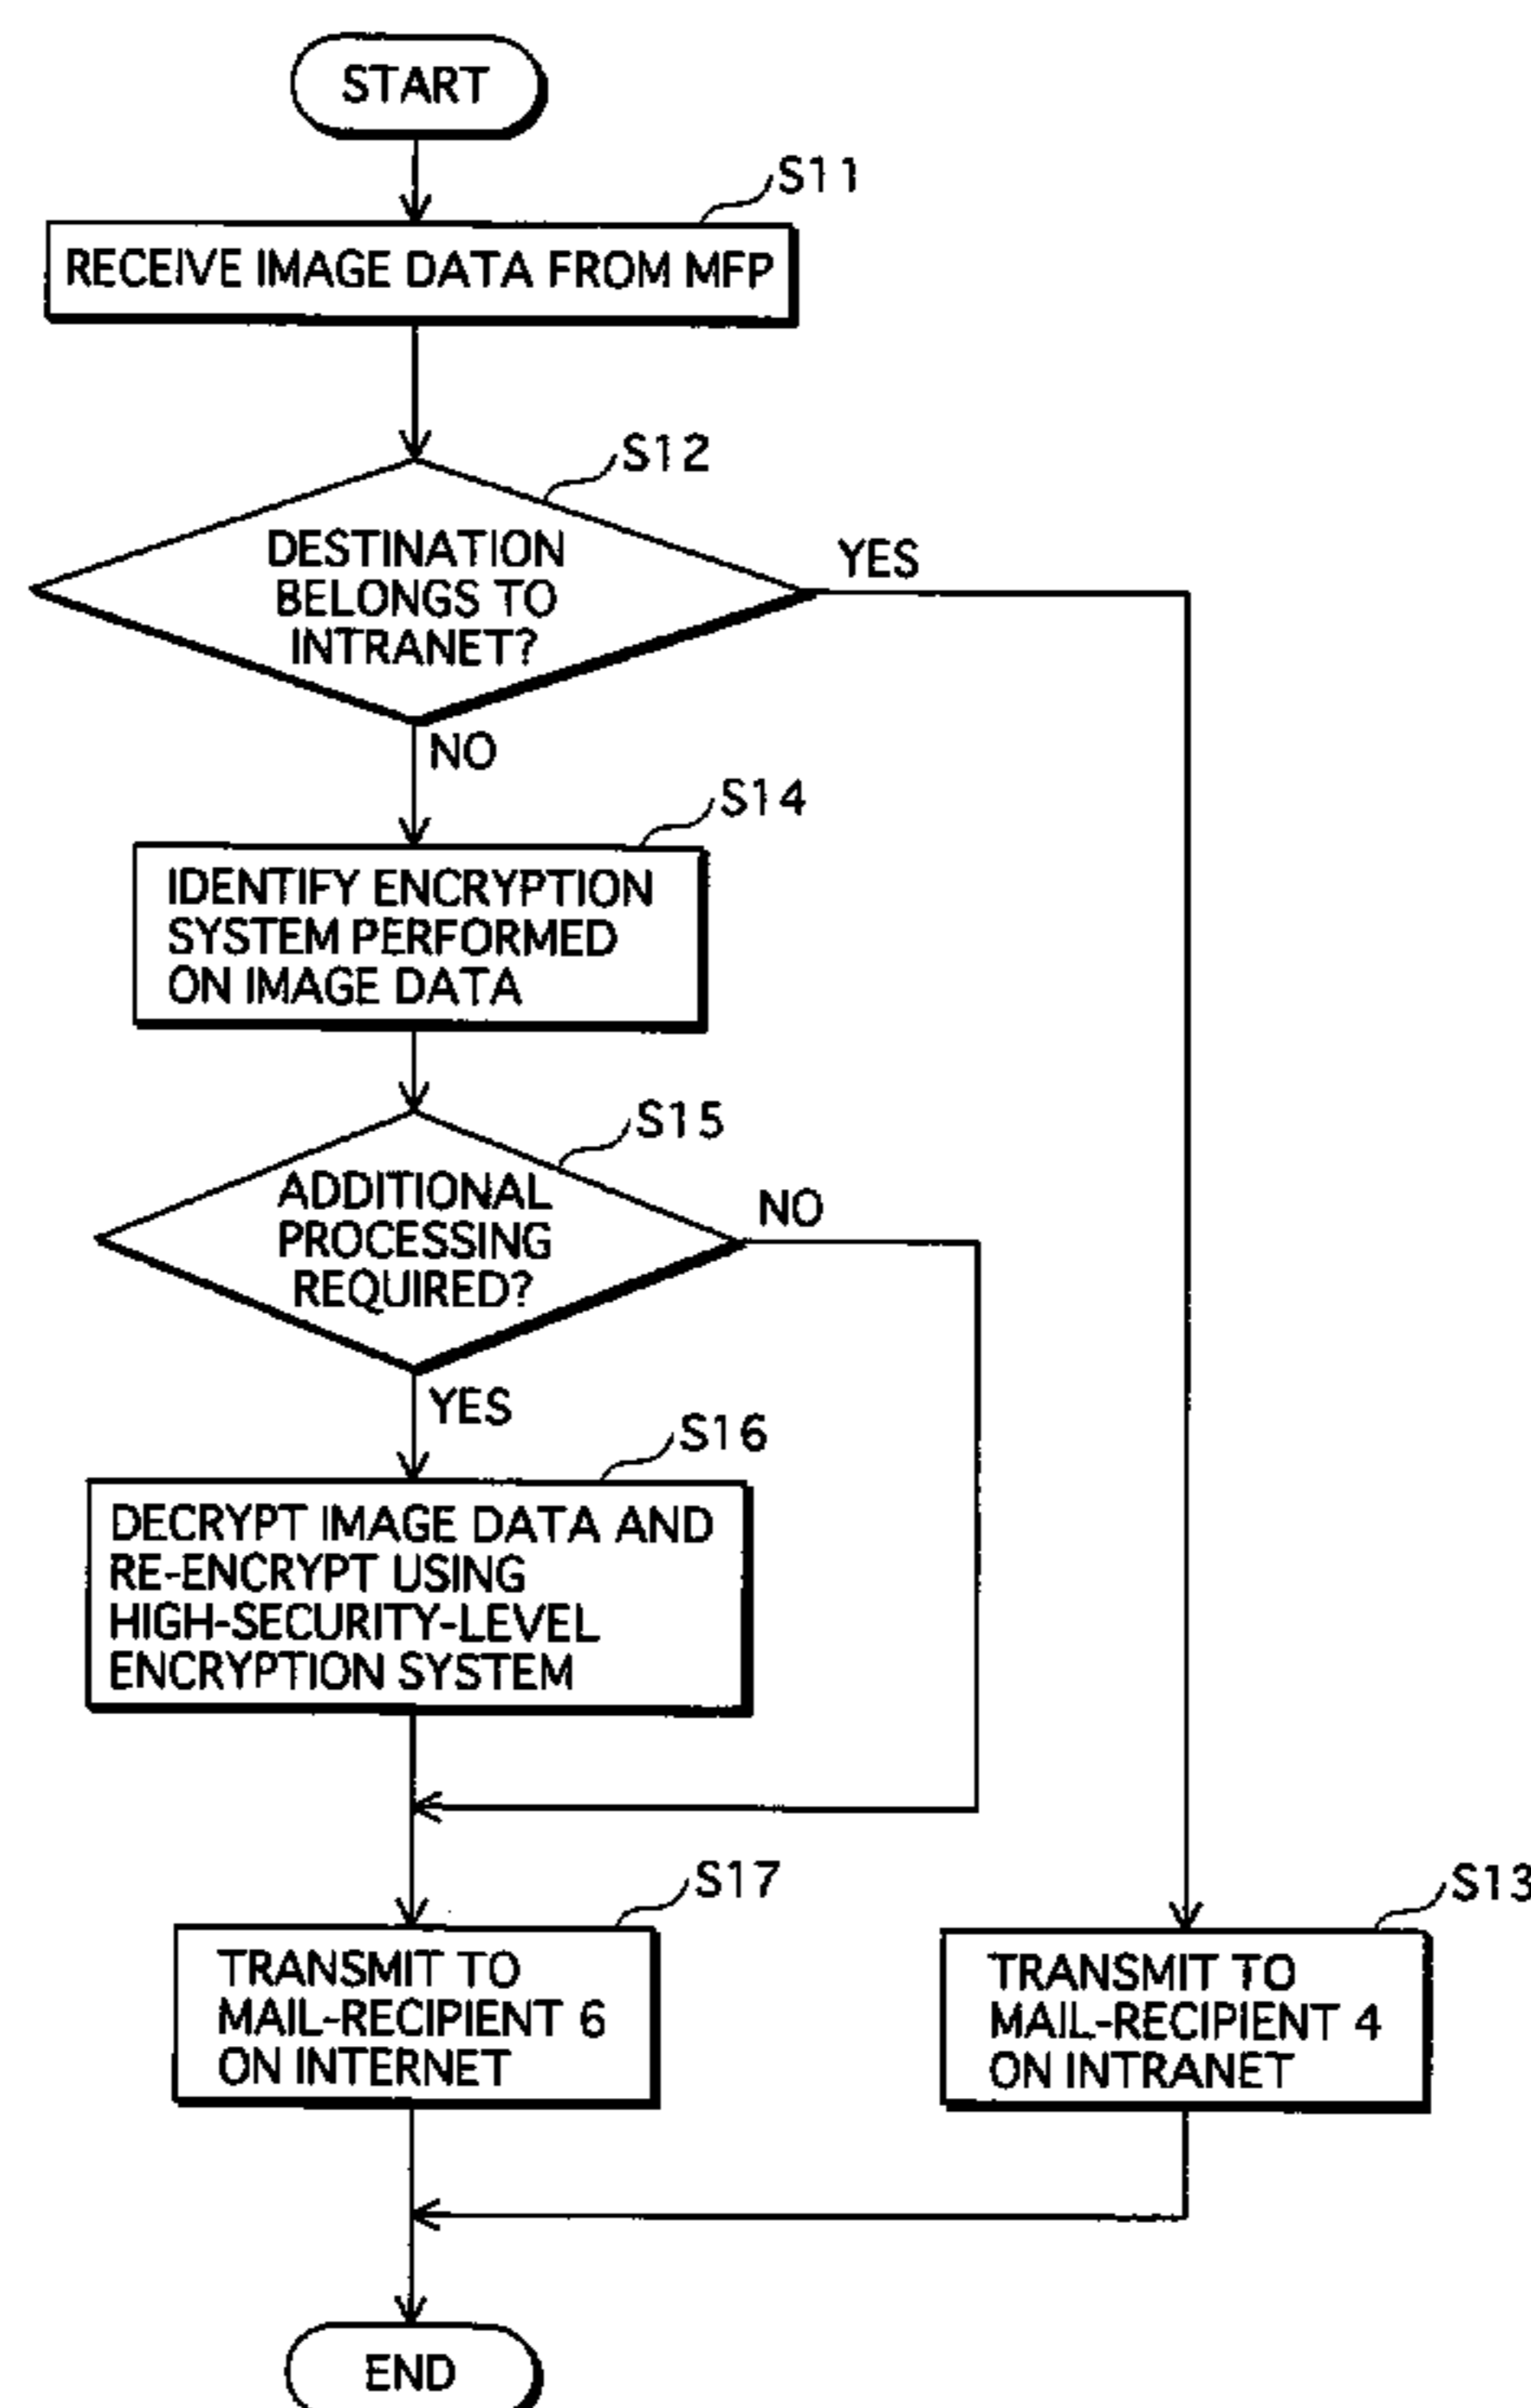 START
S11
RECEIVE IMAGE DATA FROM MFP
S12
DESTINATION
BELONGS TO
INTRANET?
YES
NO
S14
IDENTIFY ENCRYPTION
SYSTEM PERFORMED
ON IMAGE DATA
S15
ADDITIONAL
PROCESSING
REQUIRED?
NO
YES
S16
DECRYPT IMAGE DATA AND
RE-ENCRYPT USING
HIGH-SECURITY-LEVEL
ENCRYPTION SYSTEM
S17
TRANSMIT TO
MAIL-RECIPIENT 6
ON INTERNET
S13
TRANSMIT TO
MAIL-RECIPIENT 4
ON INTRANET
END